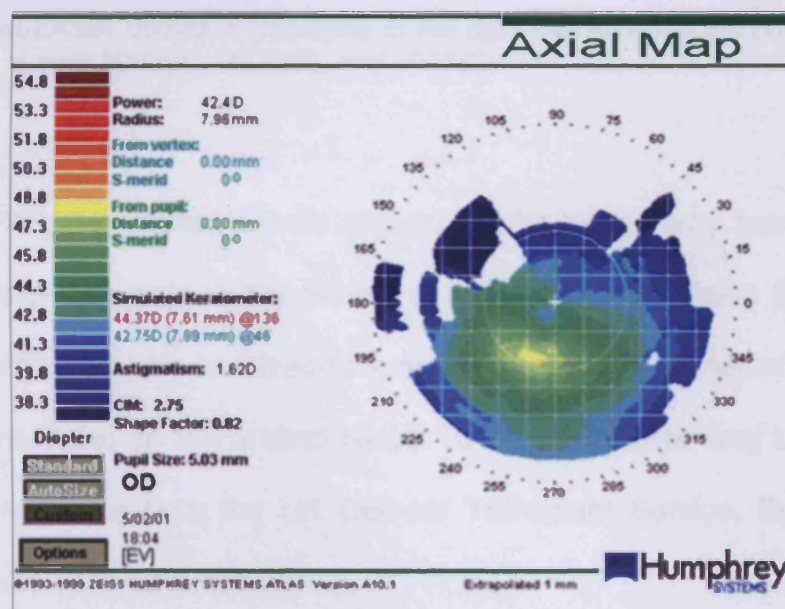 Axial Map
54.8
53.3
51.8
50.3
48.8
47.3
45.8
44.3
42.8
41.3
39.8
38.3
Diopter
Standard
AutoSize
Custom
Options
Power: 42.4D
Radius: 7.96mm
From vertex:
Distance 0.00mm
S-merid 0°
From pupil:
Distance 0.80mm
S-merid 0°
Simulated Keratometer:
44.37D (7.61 mm) @136
42.75D (7.89 mm) @46
Astigmatism: 1.62D
CIM: 2.75
Shape Factor: 0.82
Pupil Size: 5.03 mm
OD
5/02/01
18:04
[EV]
90
75
60
45
30
15
0
345
330
315
300
285
270
255
240
225
210
195
180
165
150
135
120
105
Humphrey
SYSTEMS
©1993-1999 ZEISS HUMPHREY SYSTEMS ATLAS Version A10.1
Extrapolated 1 mm